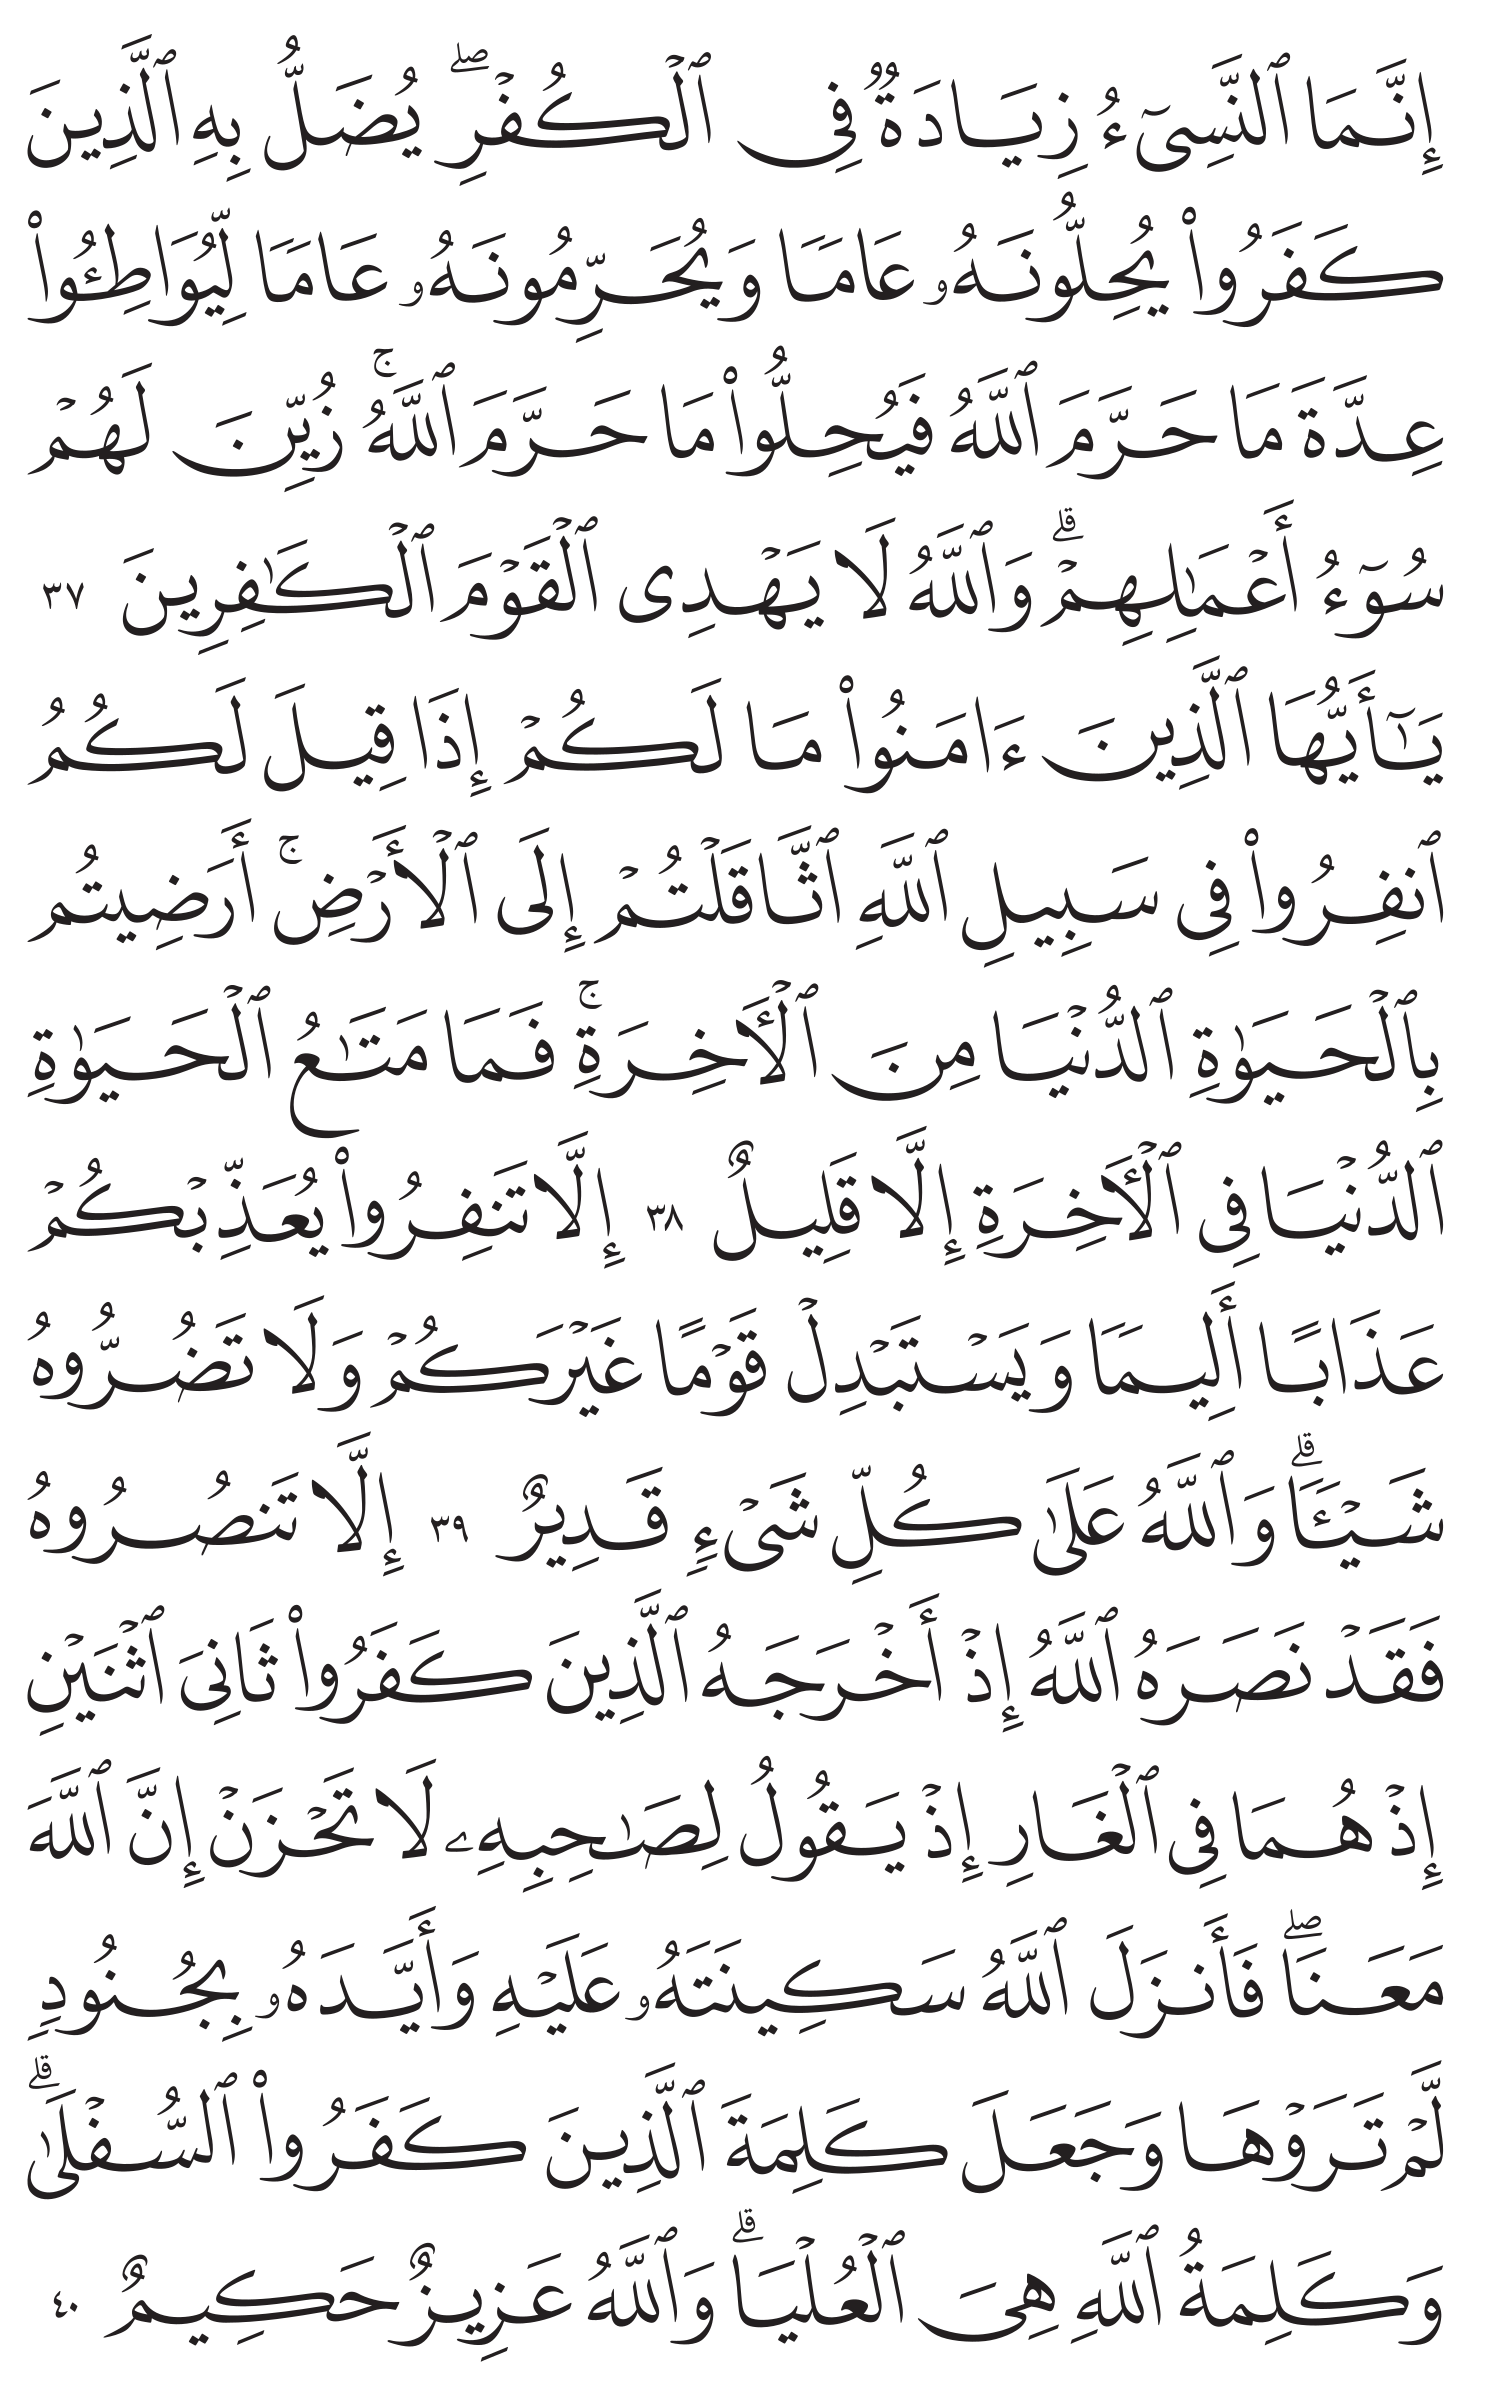 إِنَّمَا ٱلنَّسِىٓءُ زِيَادَةٌ فِى ٱلْكُفْرِ ۖ يُضَلُّ بِهِ ٱلَّذِينَ
كَفَرُوا۟ يُحِلُّونَهُۥ عَامًا وَيُحَرِّمُونَهُۥ عَامًا لِّيُوَاطِـُٔوا۟
عِدَّةَ مَا حَرَّمَ ٱللَّهُ فَيُحِلُّوا۟ مَا حَرَّمَ ٱللَّهُ ۚ زُيِّنَ لَهُمْ
سُوٓءُ أَعْمَـٰلِهِمْ ۗ وَٱللَّهُ لَا يَهْدِى ٱلْقَوْمَ ٱلْكَـٰفِرِينَ ٣٧
يَـٰٓأَيُّهَا ٱلَّذِينَ ءَامَنُوا۟ مَا لَكُمْ إِذَا قِيلَ لَكُمُ
ٱنفِرُوا۟ فِى سَبِيلِ ٱللَّهِ ٱثَّاقَلْتُمْ إِلَى ٱلْأَرْضِ ۚ أَرَضِيتُم
بِٱلْحَيَوٰةِ ٱلدُّنْيَا مِنَ ٱلْـَٔاخِرَةِ ۚ فَمَا مَتَـٰعُ ٱلْحَيَوٰةِ
ٱلدُّنْيَا فِى ٱلْـَٔاخِرَةِ إِلَّا قَلِيلٌ ٣٨ إِلَّا تَنفِرُوا۟ يُعَذِّبْكُمْ
عَذَابًا أَلِيمًا وَيَسْتَبْدِلْ قَوْمًا غَيْرَكُمْ وَلَا تَضُرُّوهُ
شَيْـًٔا ۗ وَٱللَّهُ عَلَىٰ كُلِّ شَىْءٍ قَدِيرٌ ٣٩ إِلَّا تَنصُرُوهُ
فَقَدْ نَصَرَهُ ٱللَّهُ إِذْ أَخْرَجَهُ ٱلَّذِينَ كَفَرُوا۟ ثَانِىَ ٱثْنَيْنِ
إِذْ هُمَا فِى ٱلْغَارِ إِذْ يَقُولُ لِصَـٰحِبِهِۦ لَا تَحْزَنْ إِنَّ ٱللَّهَ
مَعَنَا ۖ فَأَنزَلَ ٱللَّهُ سَكِينَتَهُۥ عَلَيْهِ وَأَيَّدَهُۥ بِجُنُودٍ
لَّمْ تَرَوْهَا وَجَعَلَ كَلِمَةَ ٱلَّذِينَ كَفَرُوا۟ ٱلسُّفْلَىٰ ۗ
وَكَلِمَةُ ٱللَّهِ هِىَ ٱلْعُلْيَا ۗ وَٱللَّهُ عَزِيزٌ حَكِيمٌ ٤٠